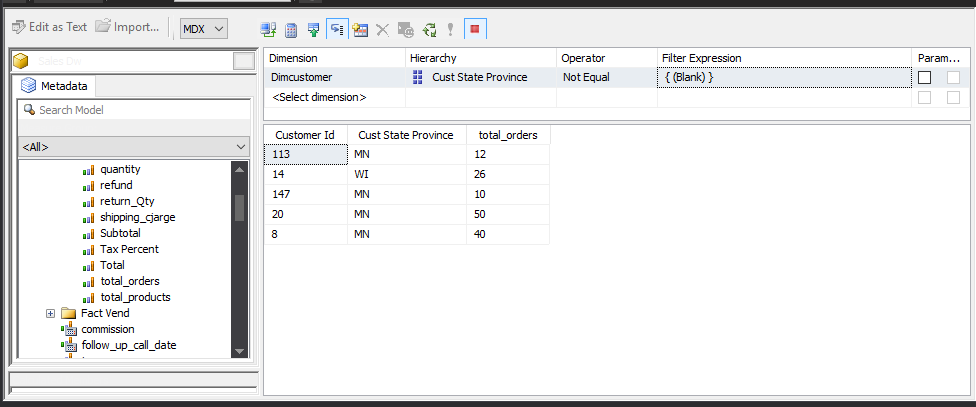 Edit as Text Import... MDX
Sales Dw
Metadata
Search Model
<All>
quantity
refund
return_Qty
shipping_cjarge
Subtotal
Tax Percent
Total
total_orders
total_products
Fact Vend
commission
follow_up_call_date
Dimension Hierarchy Operator Filter Expression Param...
Dimcustomer Cust State Province Not Equal { (Blank) }
<Select dimension>
Customer Id Cust State Province total_orders
113 MN 12
14 WI 26
147 MN 10
20 MN 50
8 MN 40